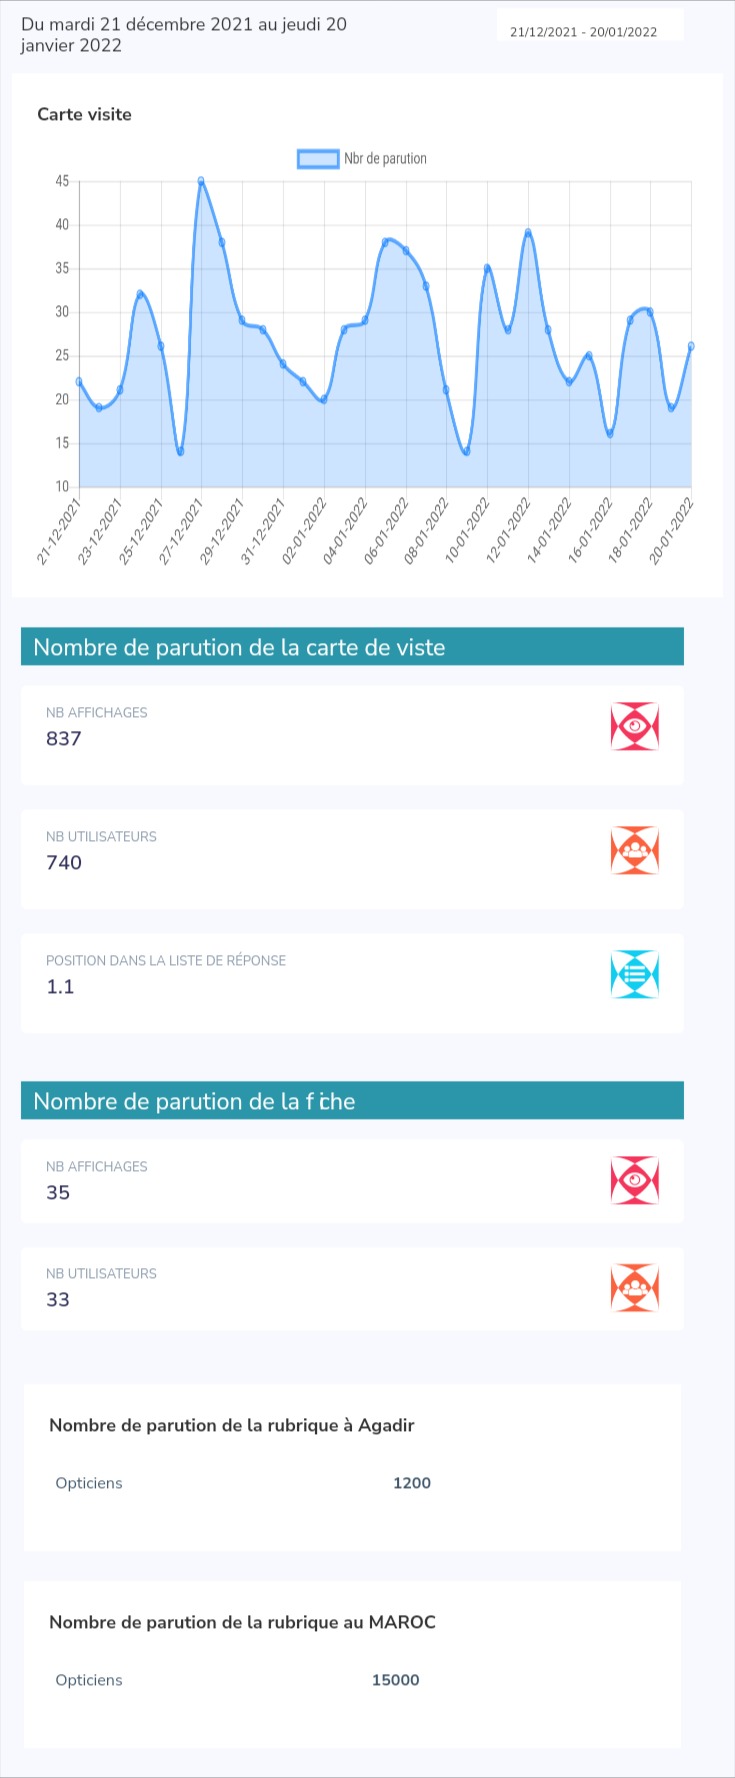 Du mardi 21 décembre 2021 au jeudi 20
janvier 2022
21/12/2021 - 20/01/2022
Carte visite
Nbr de parution
45
40
35
30
25
20
15
10
21-12-2021
23-12-2021
25-12-2021
27-12-2021
29-12-2021
31-12-2021
02-01-2022
04-01-2022
06-01-2022
08-01-2022
10-01-2022
12-01-2022
14-01-2022
16-01-2022
18-01-2022
20-01-2022
Nombre de parution de la carte de viste
NB AFFICHAGES
837
NB UTILISATEURS
740
POSITION DANS LA LISTE DE RÉPONSE
1.1
Nombre de parution de la fiche
NB AFFICHAGES
35
NB UTILISATEURS
33
Nombre de parution de la rubrique à Agadir
Opticiens 1200
Nombre de parution de la rubrique au MAROC
Opticiens 15000